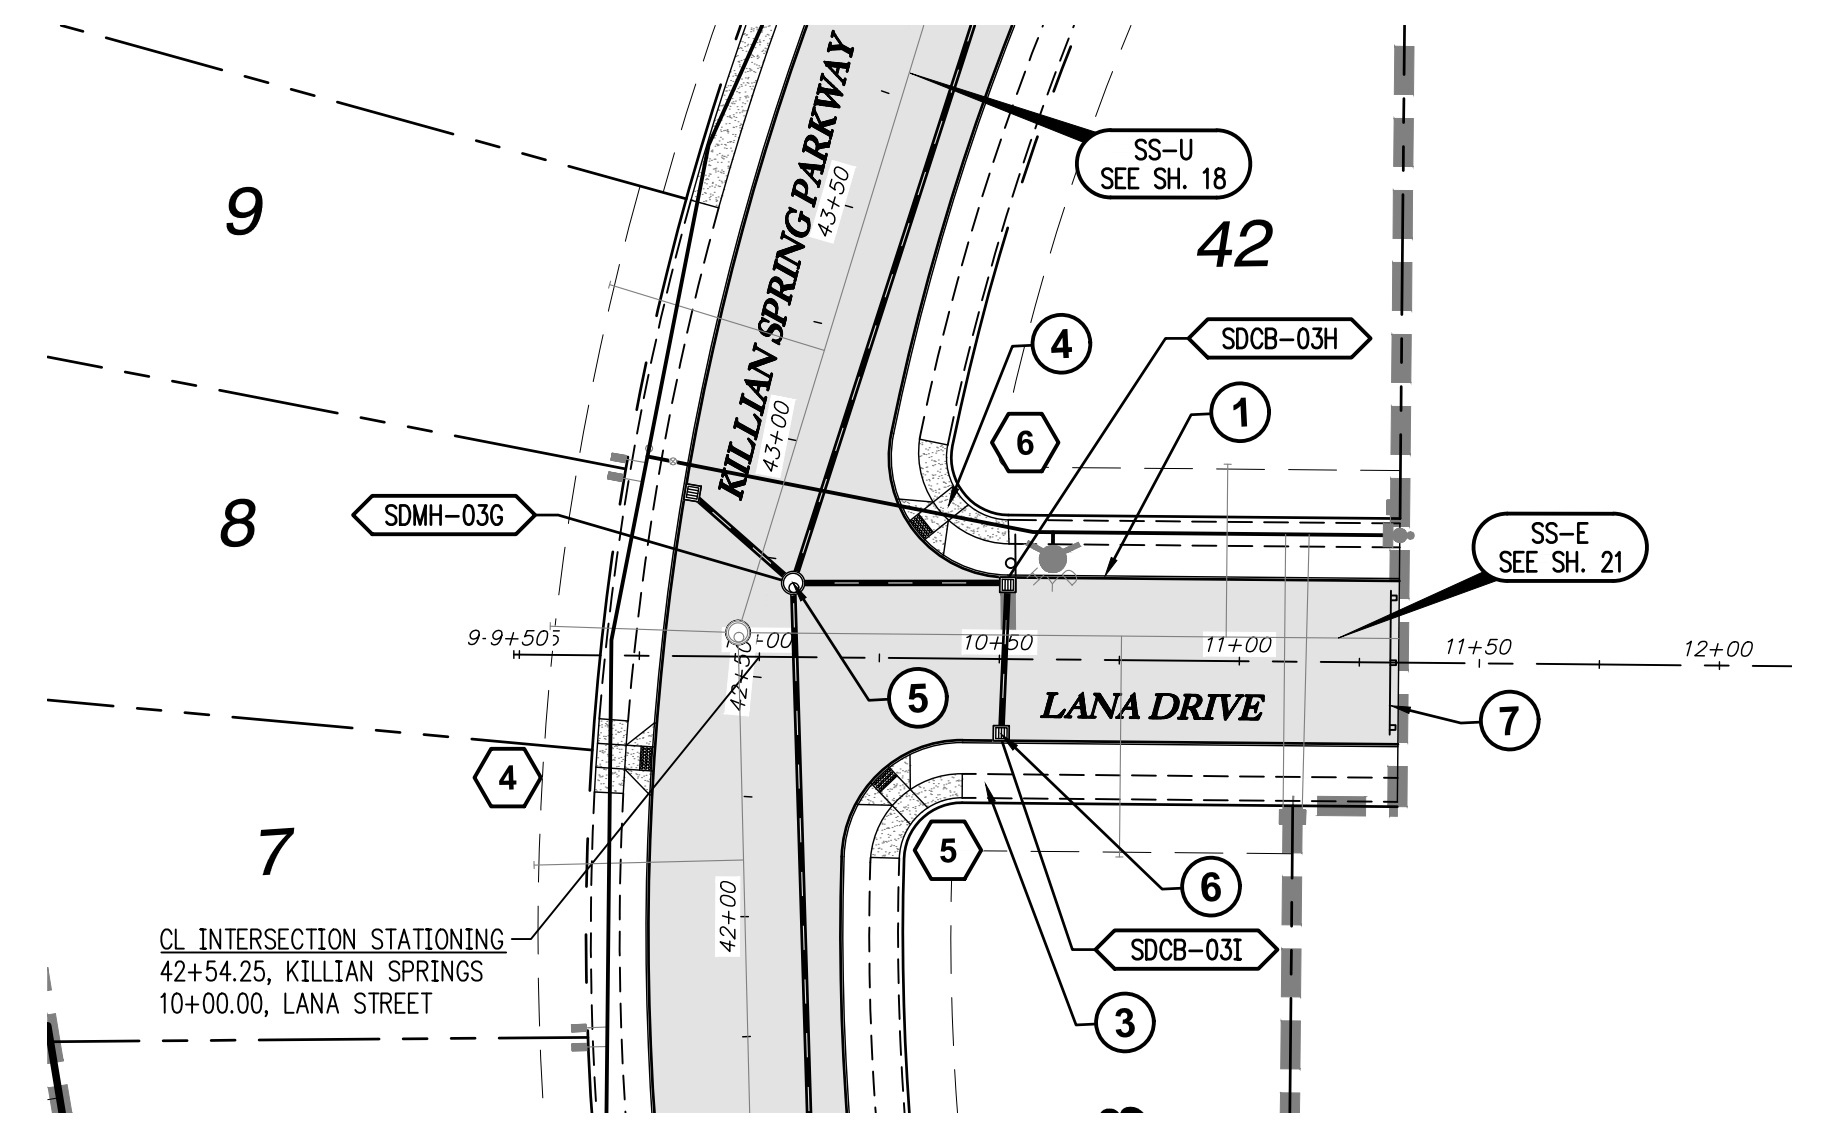 KILLIAN SPRING PARKWAY
SS-U
SEE SH. 18
43+50
9
42
4
SDCB-03H
1
43+00
6
8
SDMH-03G
SS-E
SEE SH. 21
9+50
10+50
11+00
11+50
12+00
42+50
5
LANA DRIVE
7
4
5
7
6
42+00
CL INTERSECTION STATIONING
42+54.25, KILLIAN SPRINGS
10+00.00, LANA STREET
SDCB-03I
3